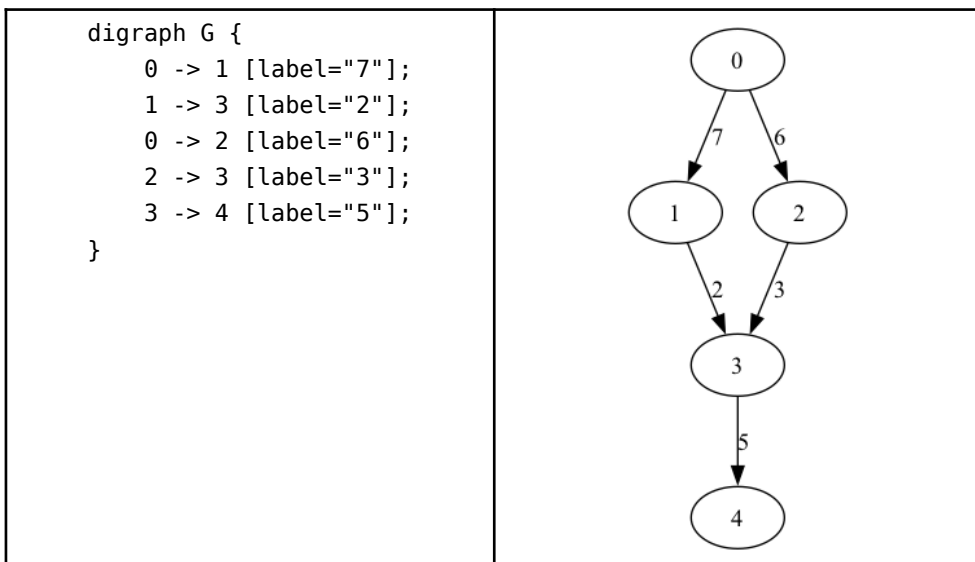 digraph G {
0 -> 1 [label="7"];
1 -> 3 [label="2"];
0 -> 2 [label="6"];
2 -> 3 [label="3"];
3 -> 4 [label="5"];
}
0
7 6
1 2
2 3
3
5
4